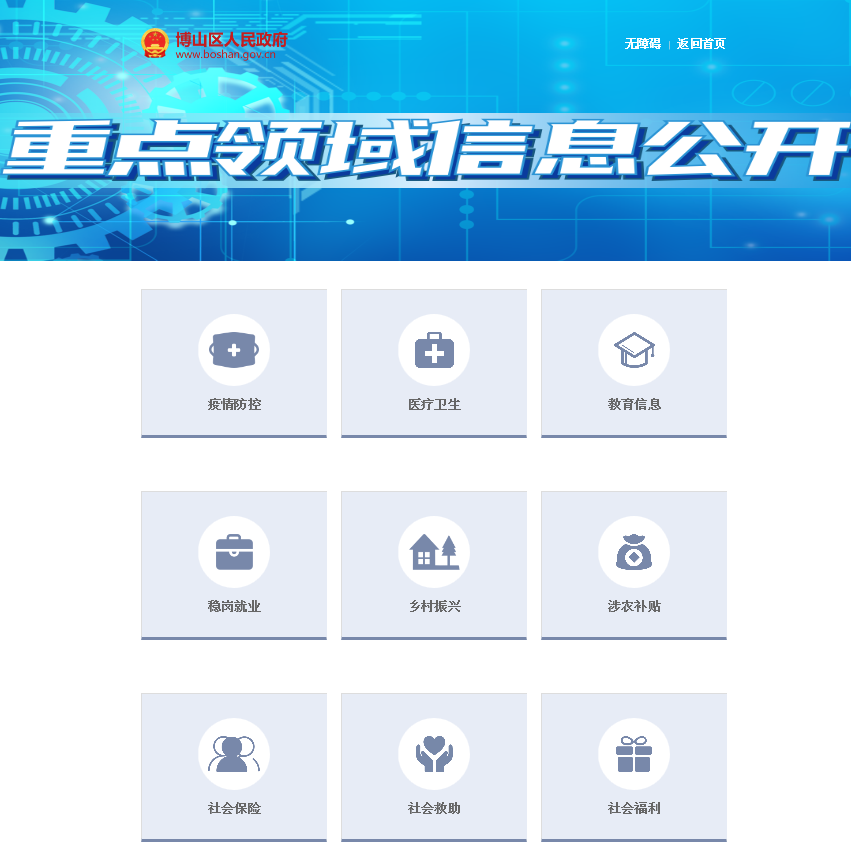 博山区人民政府
www.boshan.gov.cn
无障碍 | 返回首页
重点领域信息公开
疫情防控
医疗卫生
教育信息
稳岗就业
乡村振兴
涉农补贴
社会保险
社会救助
社会福利